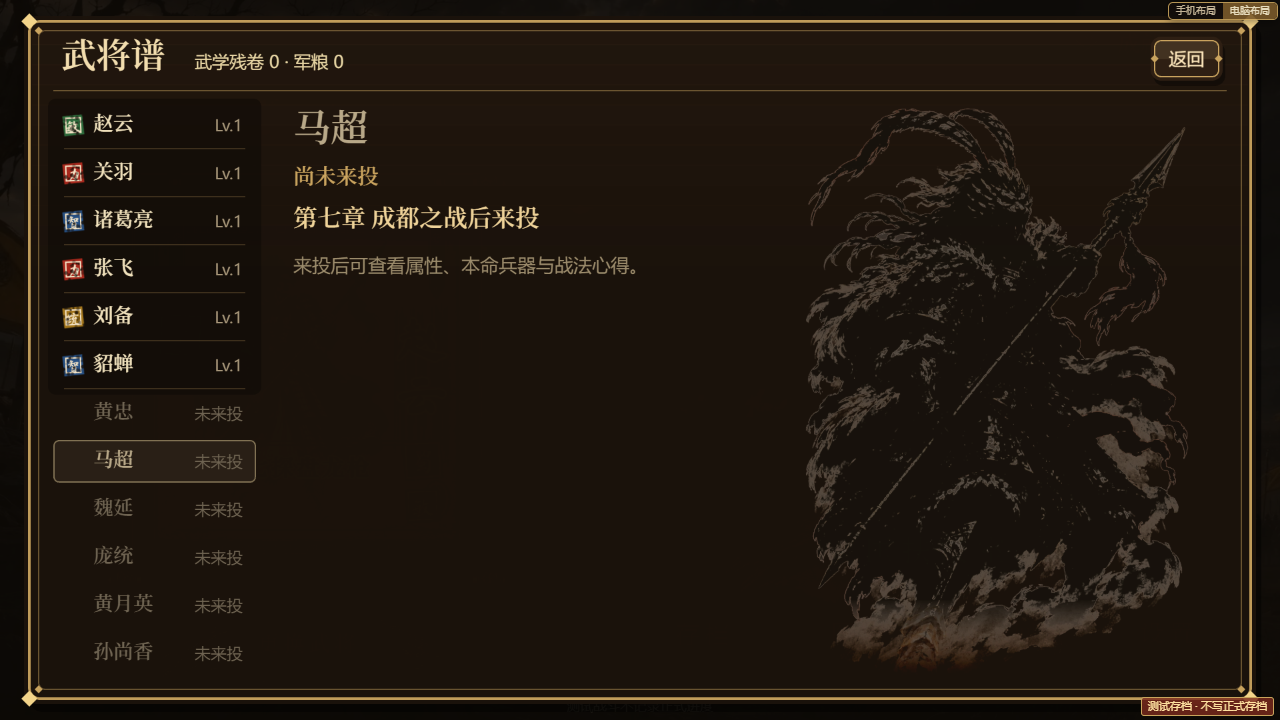 手机布局 电脑布局
武将谱 武学残卷 0 · 军粮 0 返回
赵云 Lv.1
关羽 Lv.1
诸葛亮 Lv.1
张飞 Lv.1
刘备 Lv.1
貂蝉 Lv.1
黄忠 未来投
马超 未来投
魏延 未来投
庞统 未来投
黄月英 未来投
孙尚香 未来投
马超
尚未来投
第七章 成都之战后来投
来投后可查看属性、本命兵器与战法心得。
测试存档 · 不写正式存档